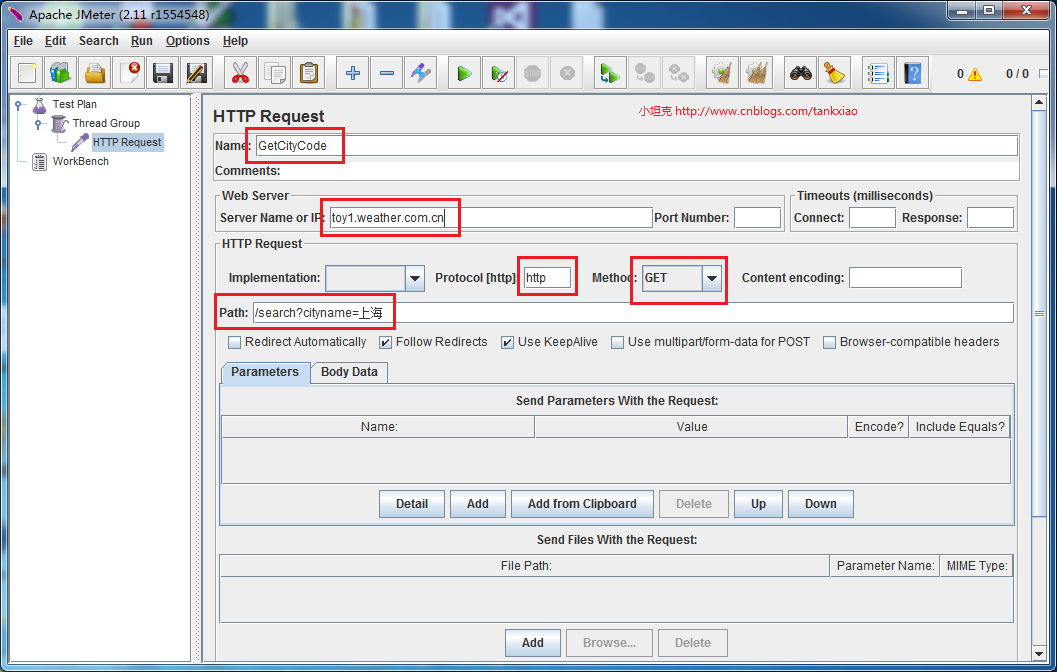 Apache JMeter (2.11 r1554548)
File Edit Search Run Options Help
0 0 / 0
Test Plan
Thread Group
HTTP Request
WorkBench
小坦克 http://www.cnblogs.com/tankxiao
HTTP Request
Name: GetCityCode
Comments:
Web Server
Server Name or IP: toy1.weather.com.cn Port Number:
Timeouts (milliseconds)
Connect: Response:
HTTP Request
Implementation: Protocol [http]: http Method: GET Content encoding:
Path: /search?cityname=上海
Redirect Automatically Follow Redirects Use KeepAlive Use multipart/form-data for POST Browser-compatible headers
Parameters Body Data
Send Parameters With the Request:
Name: Value Encode? Include Equals?
Detail Add Add from Clipboard Delete Up Down
Send Files With the Request:
File Path: Parameter Name: MIME Type:
Add Browse... Delete